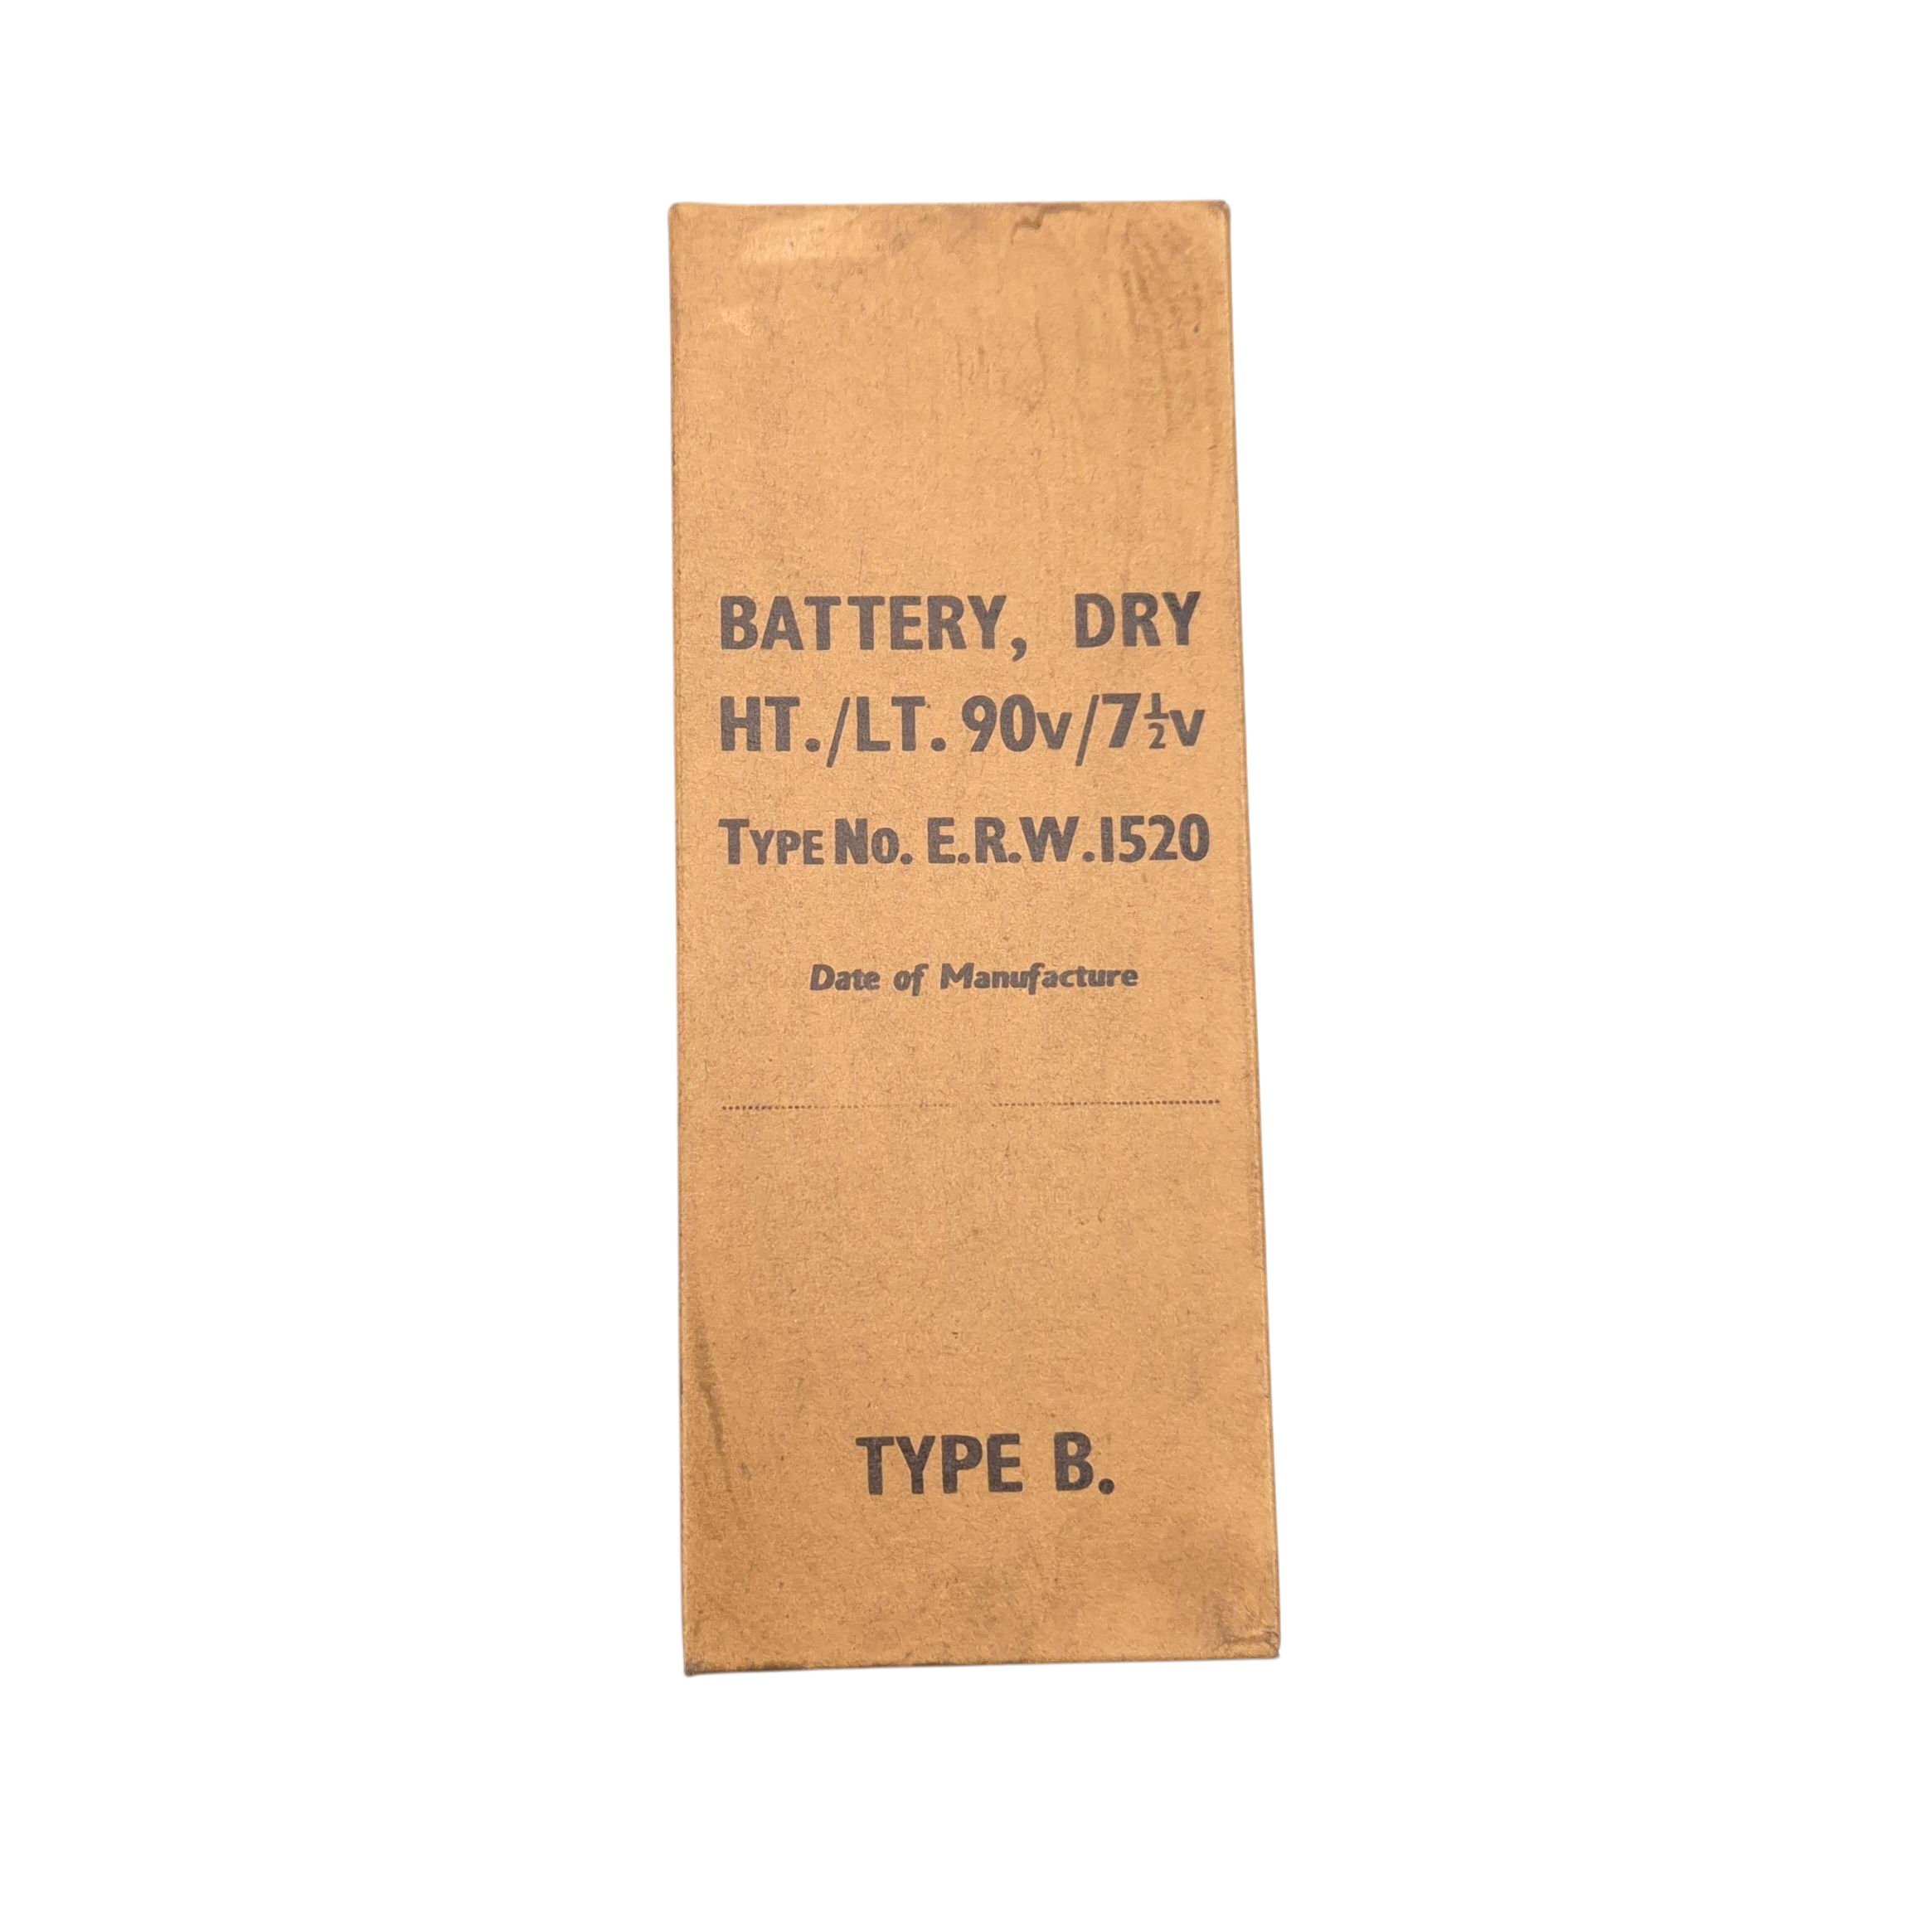 BATTERY, DRY
HT./LT. 90v/7½v
TYPE NO. E.R.W.1520
Date of Manufacture
TYPE B.